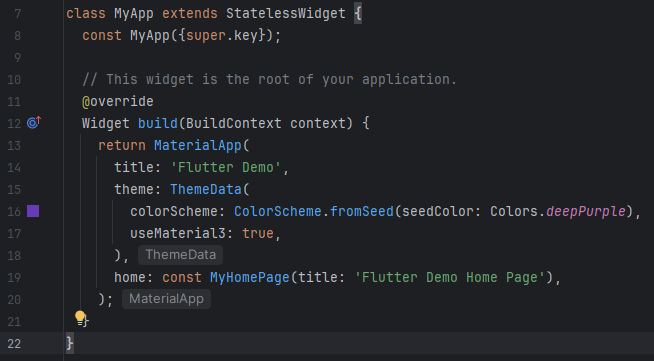 7 class MyApp extends StatelessWidget {
8 const MyApp({super.key});
9
10 // This widget is the root of your application.
11 @override
12 Widget build(BuildContext context) {
13 return MaterialApp(
14 title: 'Flutter Demo',
15 theme: ThemeData(
16 colorScheme: ColorScheme.fromSeed(seedColor: Colors.deepPurple),
17 useMaterial3: true,
18 ), ThemeData
19 home: const MyHomePage(title: 'Flutter Demo Home Page'),
20 ); MaterialApp
21 }
22 }